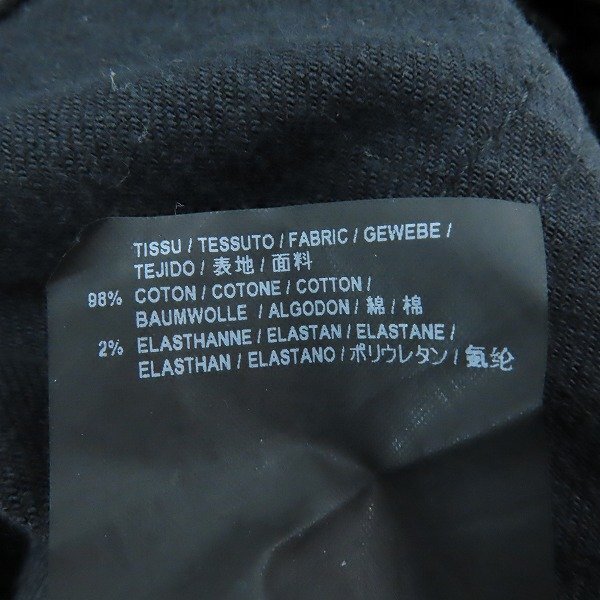 TISSU / TESSUTO / FABRIC / GEWEBE /
TEJIDO / 表地 / 面料
98% COTON / COTONE / COTTON /
BAUMWOLLE / ALGODON / 綿 / 棉
2% ELASTHANNE / ELASTAN / ELASTANE /
ELASTHAN / ELASTANO / ポリウレタン / 氨纶